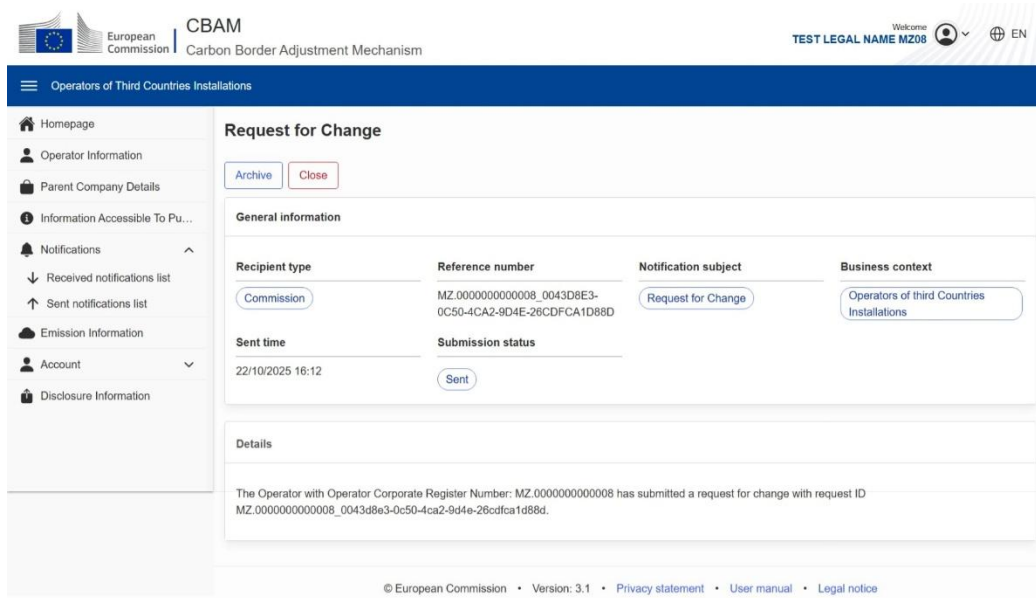 European
Commission
CBAM
Carbon Border Adjustment Mechanism
Welcome
TEST LEGAL NAME MZ08
EN
Operators of Third Countries Installations
Homepage
Operator Information
Parent Company Details
Information Accessible To Pu...
Notifications
Received notifications list
Sent notifications list
Emission Information
Account
Disclosure Information
Request for Change
Archive
Close
General information
Recipient type
Commission
Reference number
MZ.0000000000008_0043D8E3-
0C50-4CA2-9D4E-26CDFCA1D88D
Notification subject
Request for Change
Business context
Operators of third Countries
Installations
Sent time
22/10/2025 16:12
Submission status
Sent
Details
The Operator with Operator Corporate Register Number: MZ.0000000000008 has submitted a request for change with request ID
MZ.0000000000008_0043d8e3-0c50-4ca2-9d4e-26cdfca1d88d.
© European Commission • Version: 3.1 • Privacy statement • User manual • Legal notice